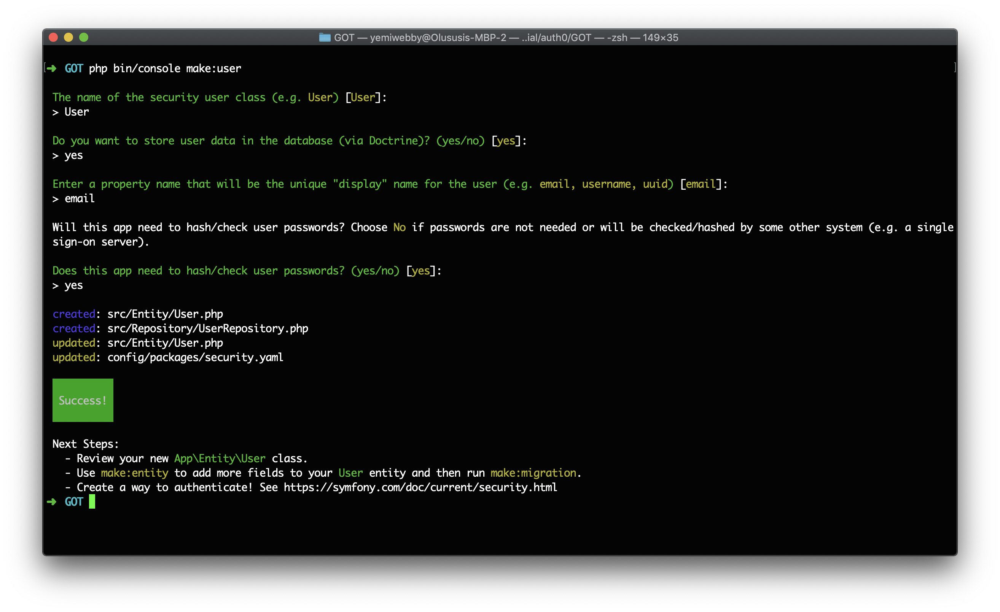 GOT — yemiwebby@Olususis-MBP-2 — ..ial/auth0/GOT — -zsh — 149×35
[➜ GOT php bin/console make:user ]
The name of the security user class (e.g. User) [User]:
> User
Do you want to store user data in the database (via Doctrine)? (yes/no) [yes]:
> yes
Enter a property name that will be the unique "display" name for the user (e.g. email, username, uuid) [email]:
> email
Will this app need to hash/check user passwords? Choose No if passwords are not needed or will be checked/hashed by some other system (e.g. a single
sign-on server).
Does this app need to hash/check user passwords? (yes/no) [yes]:
> yes
created: src/Entity/User.php
created: src/Repository/UserRepository.php
updated: src/Entity/User.php
updated: config/packages/security.yaml
Success!
Next Steps:
- Review your new App\Entity\User class.
- Use make:entity to add more fields to your User entity and then run make:migration.
- Create a way to authenticate! See https://symfony.com/doc/current/security.html
➜ GOT